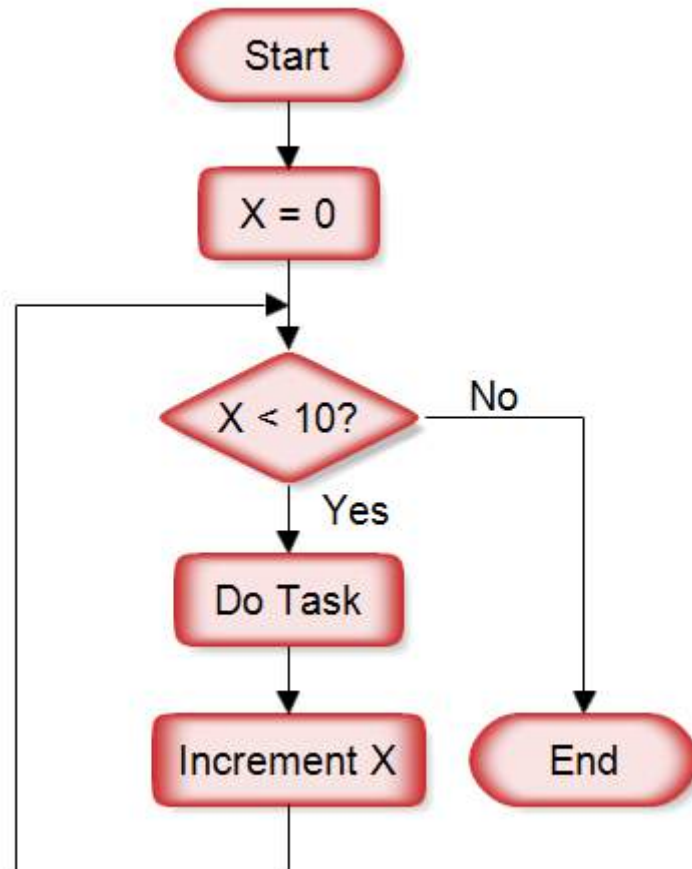 Start
X = 0
X < 10?
No
Yes
Do Task
Increment X
End